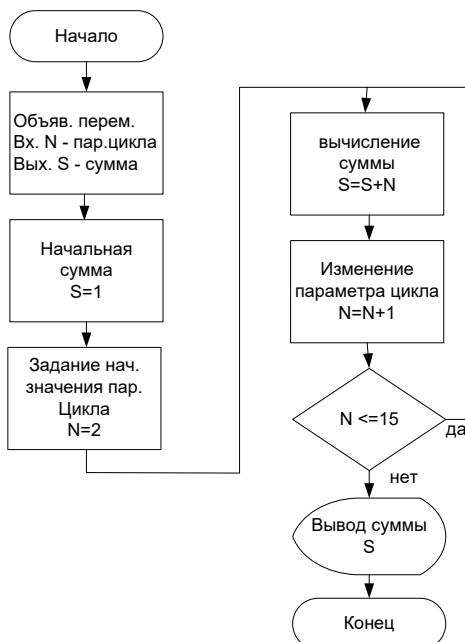 Начало
Объяв. перем.
Вх. N - пар.цикла
Вых. S - сумма
Начальная
сумма
S=1
Задание нач.
значения пар.
Цикла
N=2
вычисление
суммы
S=S+N
Изменение
параметра цикла
N=N+1
N <=15
да
нет
Вывод суммы
S
Конец